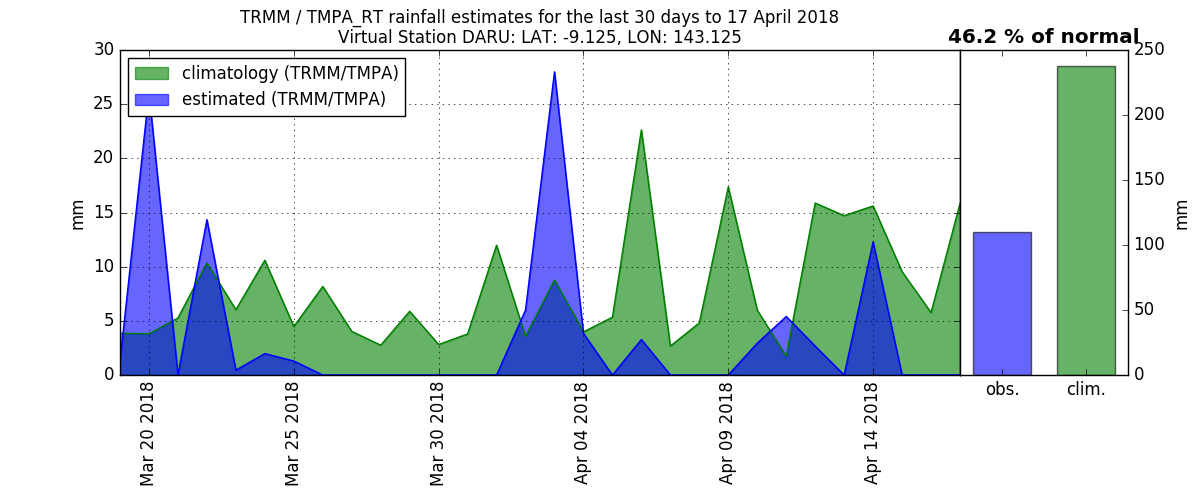 TRMM / TMPA_RT rainfall estimates for the last 30 days to 17 April 2018
Virtual Station DARU: LAT: -9.125, LON: 143.125
46.2 % of normal
climatology (TRMM/TMPA)
estimated (TRMM/TMPA)
30
25
20
15
10
5
0
mm
Mar 20 2018
Mar 25 2018
Mar 30 2018
Apr 04 2018
Apr 09 2018
Apr 14 2018
250
200
150
100
50
0
mm
obs.
clim.